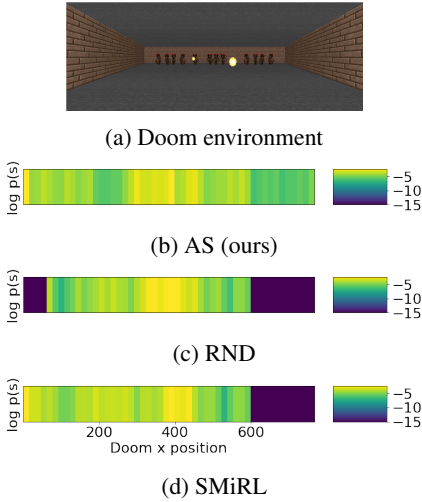 (a) Doom environment
log p(s)
−5
−10
−15
(b) AS (ours)
log p(s)
−5
−10
−15
(c) RND
log p(s)
−5
−10
−15
200 400 600
Doom x position
(d) SMiRL